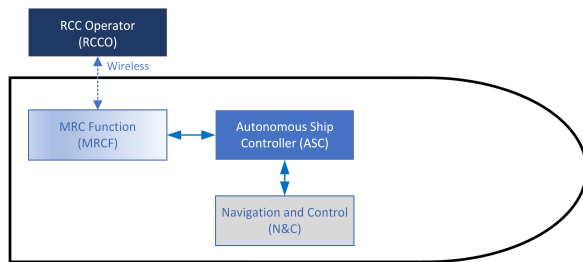 RCC Operator
(RCCO)
Wireless
MRC Function
(MRCF)
Autonomous Ship
Controller (ASC)
Navigation and Control
(N&C)